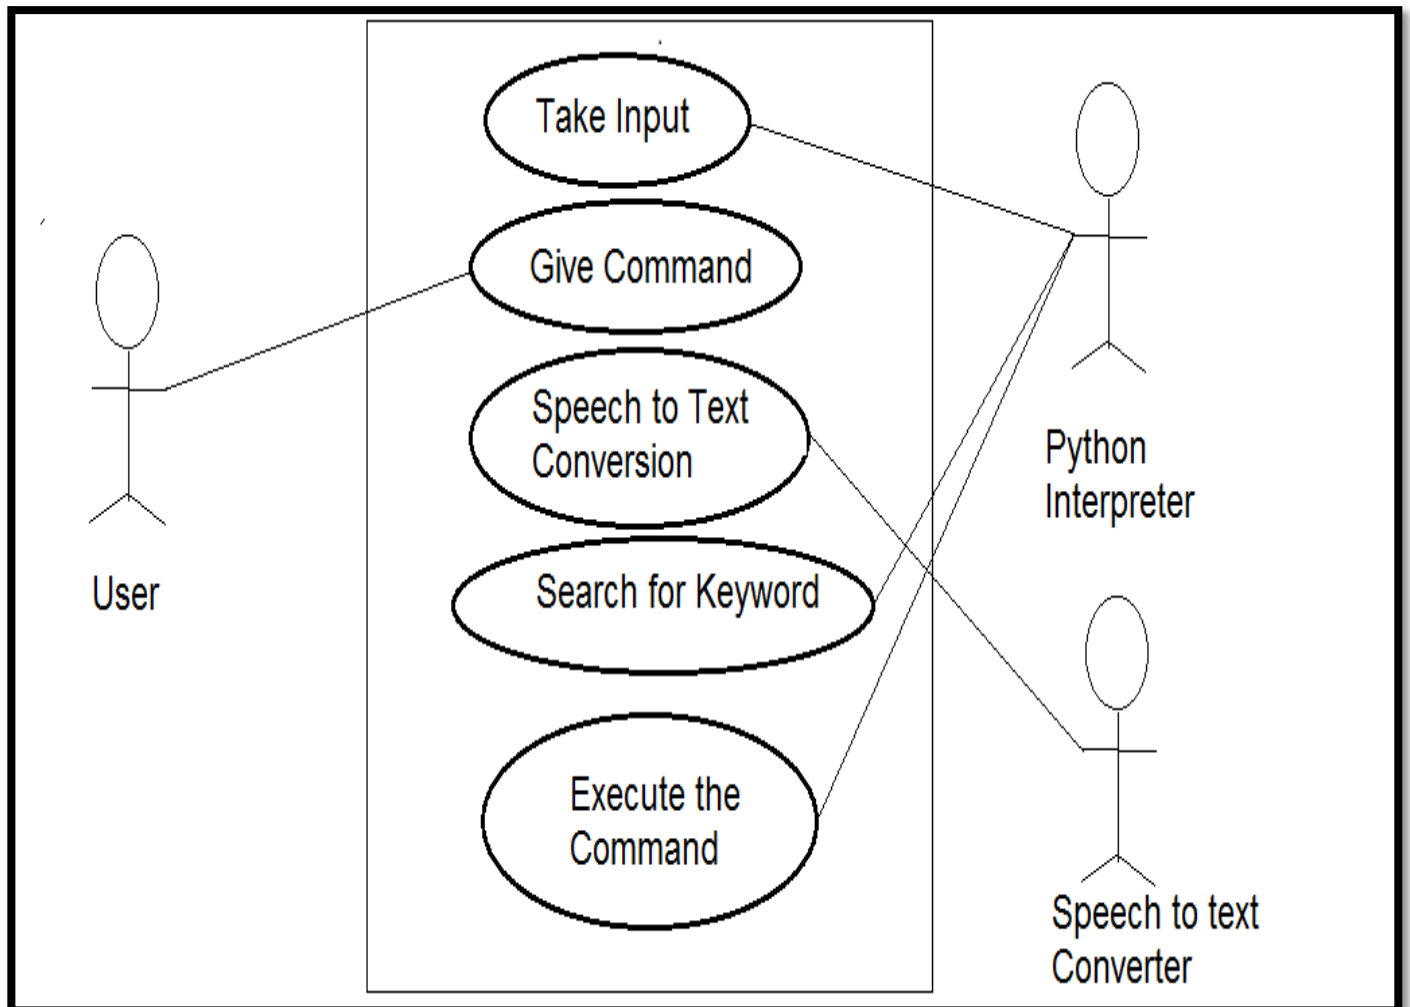 Take Input
Give Command
Speech to Text
Conversion
Search for Keyword
Execute the
Command
User
Python
Interpreter
Speech to text
Converter